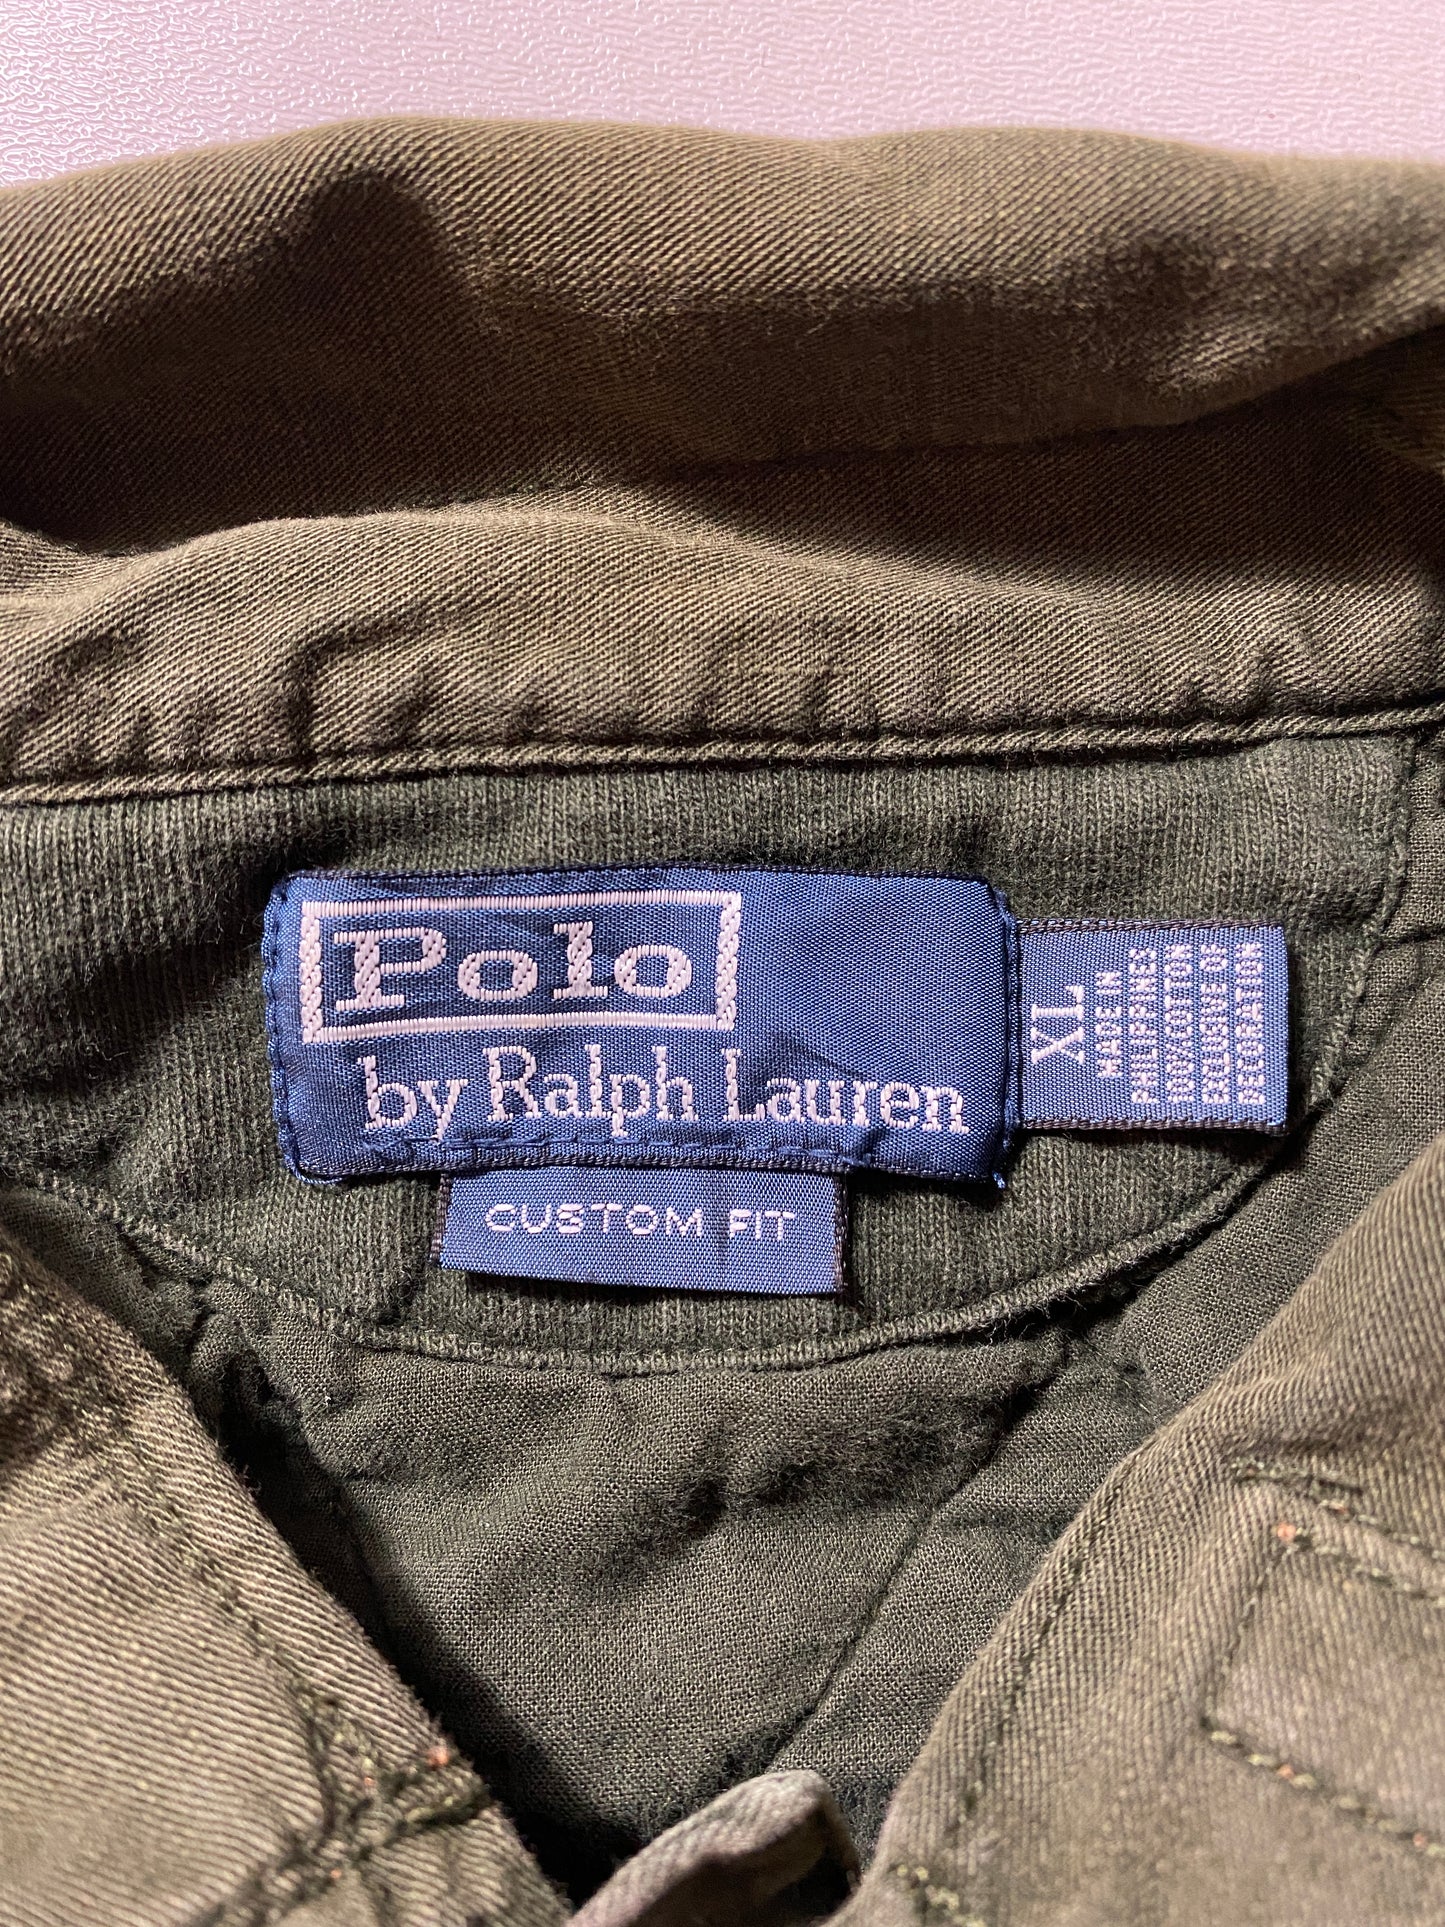 Polo
by Ralph Lauren
CUSTOM FIT
XL
MADE IN
PHILIPPINES
100% COTTON
EXCLUSIVE OF
DECORATION